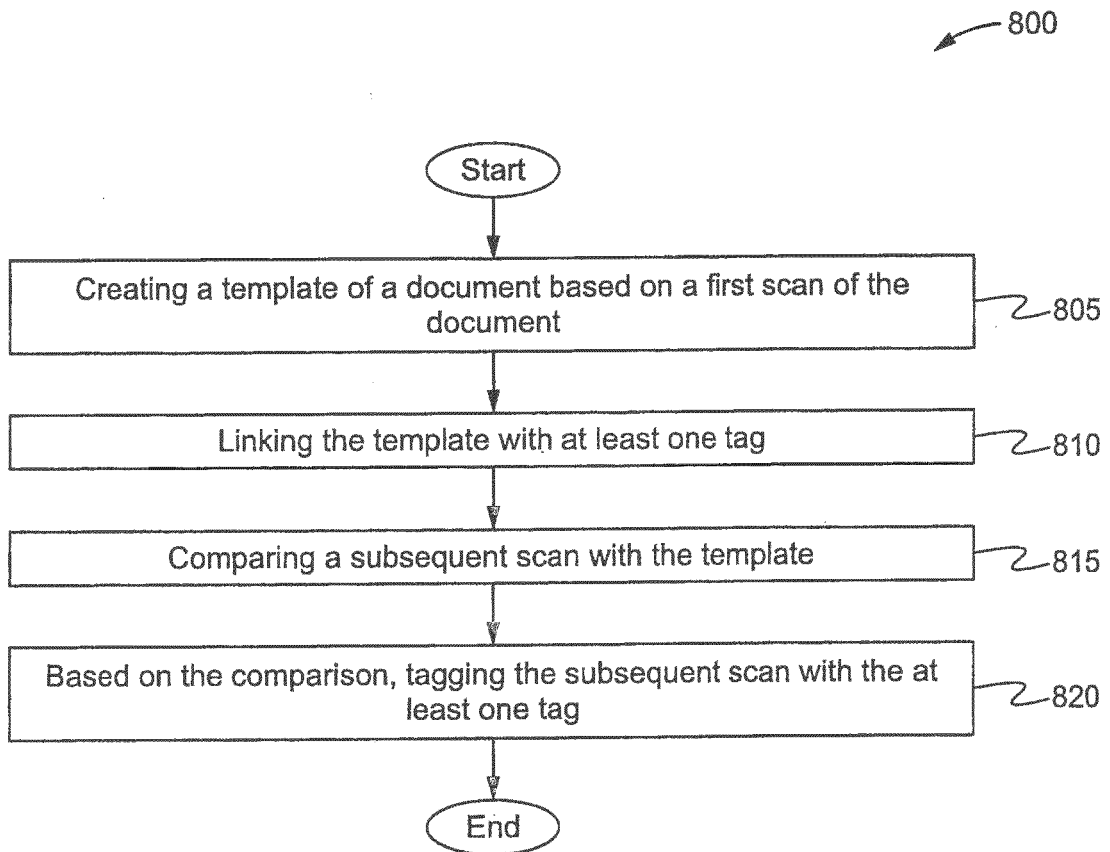 800
Start
Creating a template of a document based on a first scan of the
document
805
Linking the template with at least one tag
810
Comparing a subsequent scan with the template
815
Based on the comparison, tagging the subsequent scan with the at
least one tag
820
End